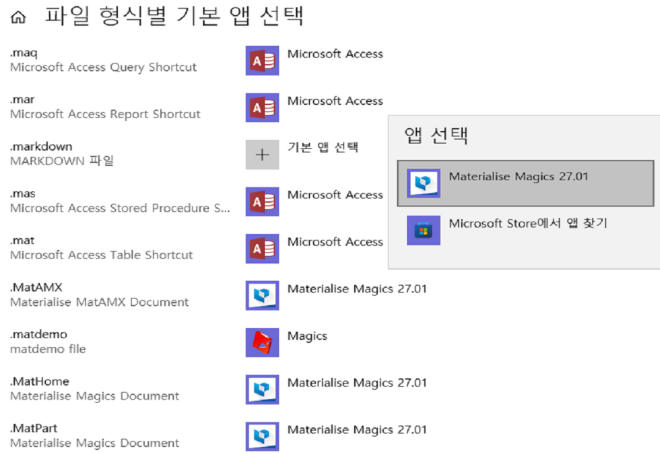 파일 형식별 기본 앱 선택
.maq
Microsoft Access Query Shortcut
Microsoft Access
.mar
Microsoft Access Report Shortcut
Microsoft Access
.markdown
MARKDOWN 파일
기본 앱 선택
.mas
Microsoft Access Stored Procedure S...
Microsoft Access
.mat
Microsoft Access Table Shortcut
Microsoft Access
.MatAMX
Materialise MatAMX Document
Materialise Magics 27.01
.matdemo
matdemo file
Magics
.MatHome
Materialise Magics Document
Materialise Magics 27.01
.MatPart
Materialise Magics Document
Materialise Magics 27.01
앱 선택
Materialise Magics 27.01
Microsoft Store에서 앱 찾기